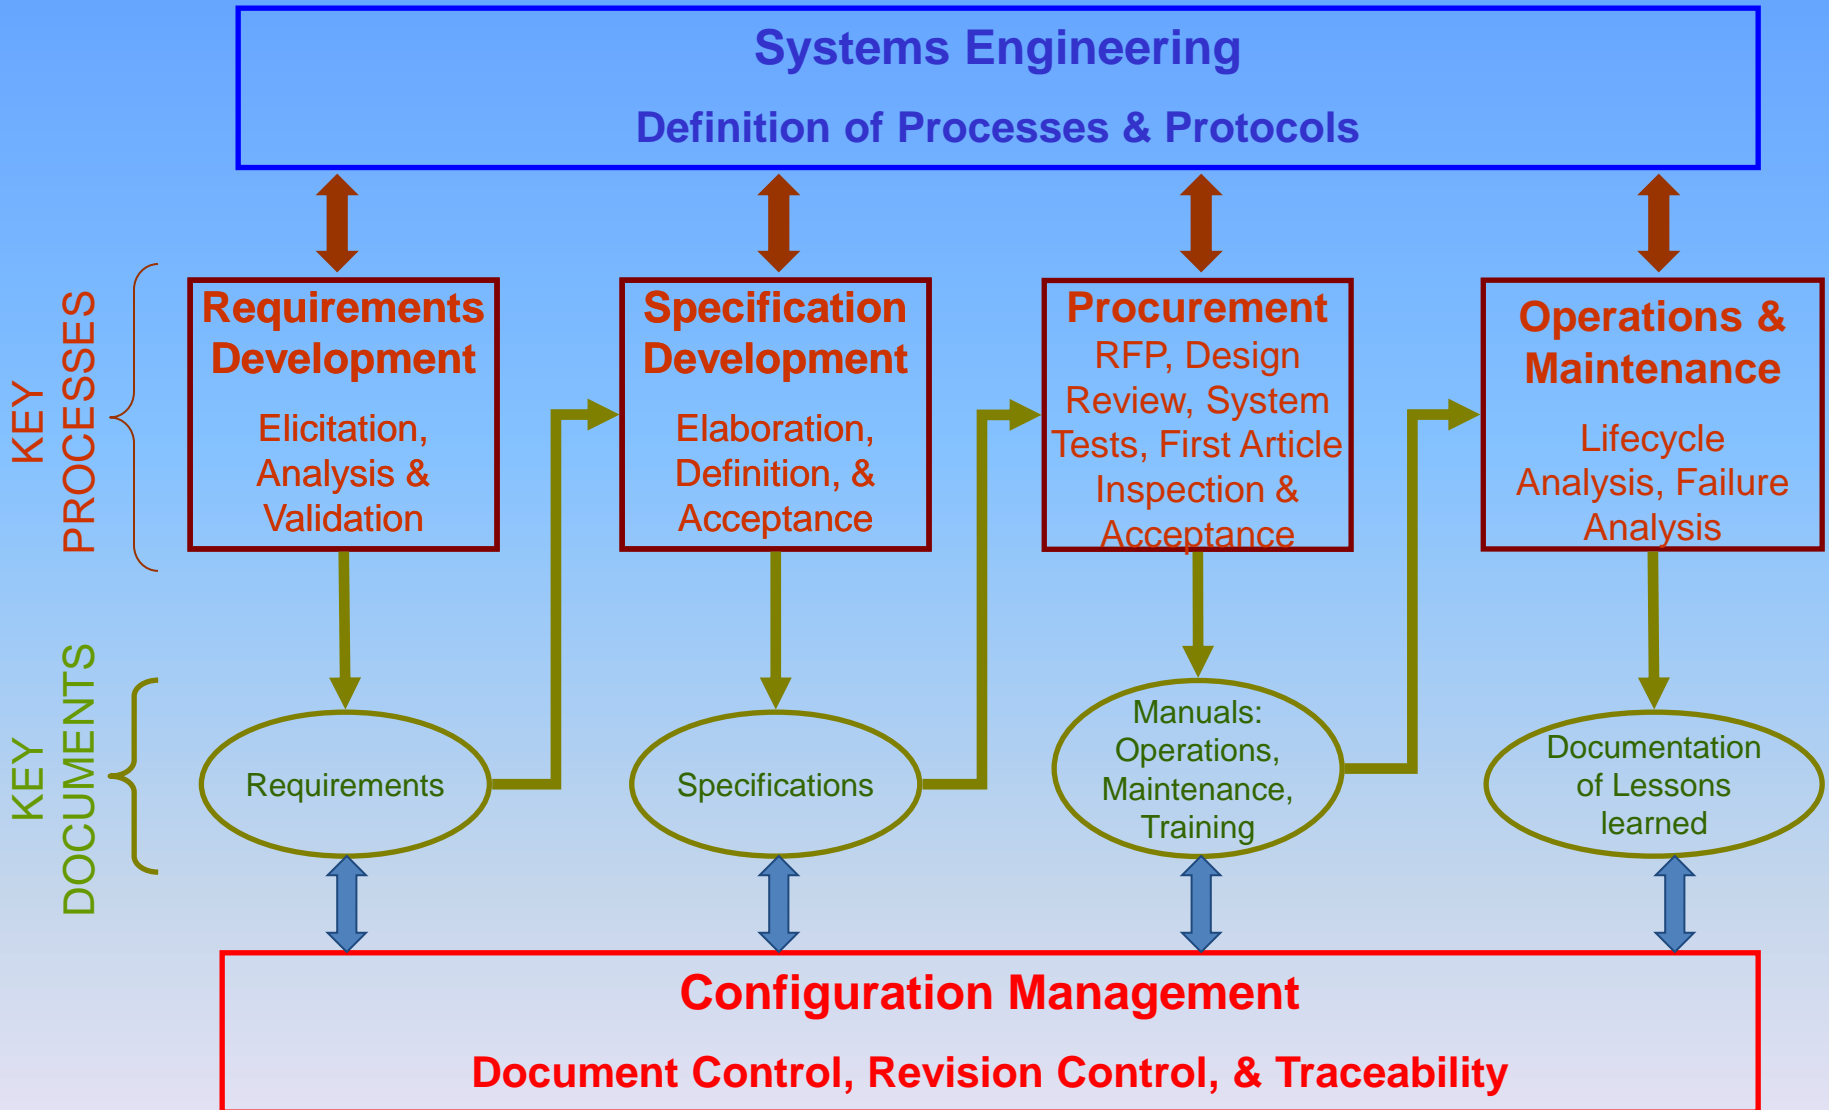 Systems Engineering
Definition of Processes & Protocols
KEY
PROCESSES
Requirements
Development
Elicitation,
Analysis &
Validation
Specification
Development
Elaboration,
Definition, &
Acceptance
Procurement
RFP, Design
Review, System
Tests, First Article
Inspection &
Acceptance
Operations &
Maintenance
Lifecycle
Analysis, Failure
Analysis
KEY
DOCUMENTS
Requirements
Specifications
Manuals:
Operations,
Maintenance,
Training
Documentation
of Lessons
learned
Configuration Management
Document Control, Revision Control, & Traceability